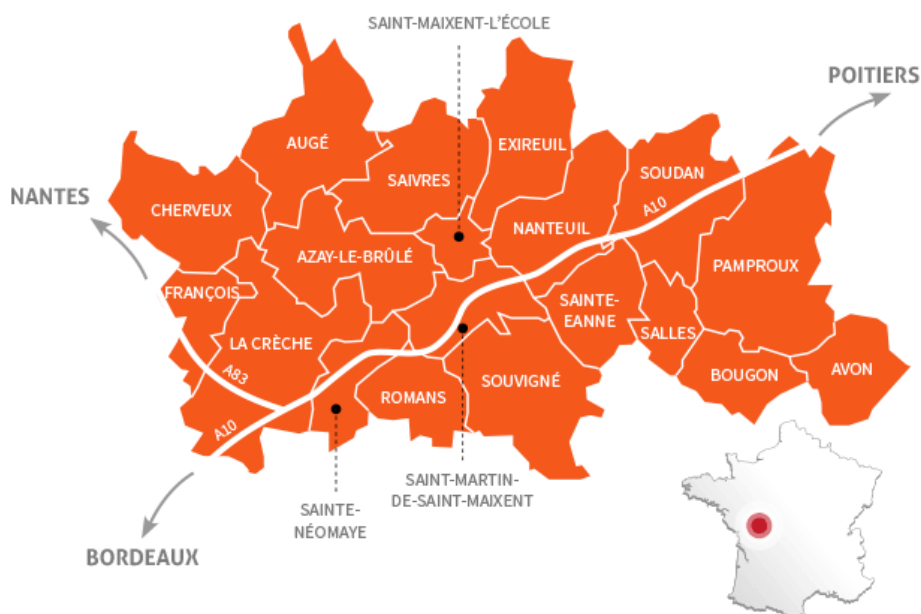 SAINT-MAIXENT-L'ÉCOLE
POITIERS
AUGÉ
EXIREUIL
SOUDAN
SAIVRES
NANTES
CHERVEUX
A10
NANTEUIL
AZAY-LE-BRÛLÉ
PAMPROUX
FRANÇOIS
SAINTE-
EANNE
LA CRÈCHE
SALLES
A83
SOUVIGNÉ
BOUGON
AVON
ROMANS
A10
SAINT-MARTIN-
DE-SAINT-MAIXENT
SAINTE-
NÉOMAYE
BORDEAUX